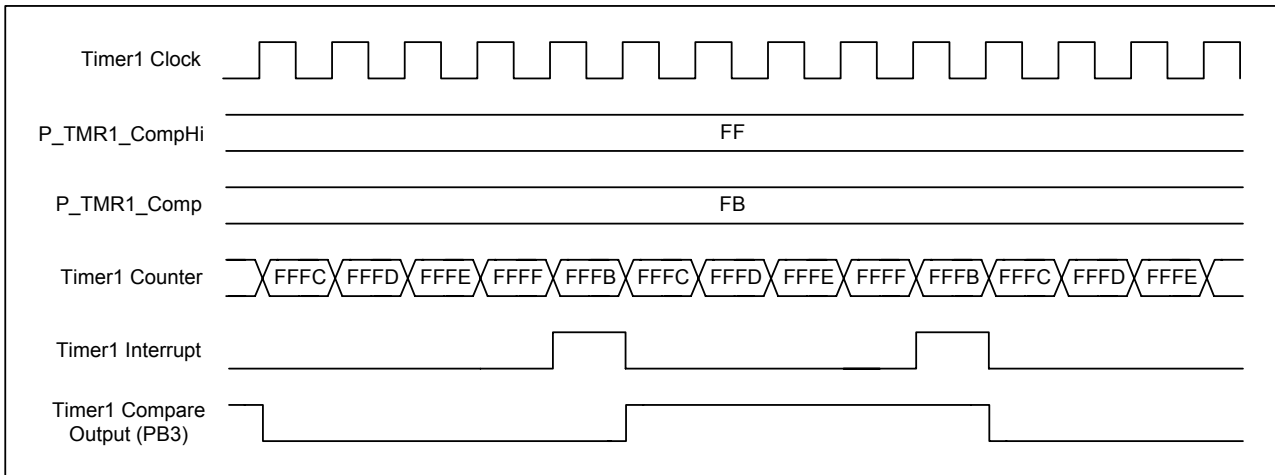 Timer1 Clock
P_TMR1_CompHi
FF
P_TMR1_Comp
FB
Timer1 Counter
FFFC FFFD FFFE FFFF FFFB FFFC FFFD FFFE FFFF FFFB FFFC FFFD FFFE
Timer1 Interrupt
Timer1 Compare
Output (PB3)